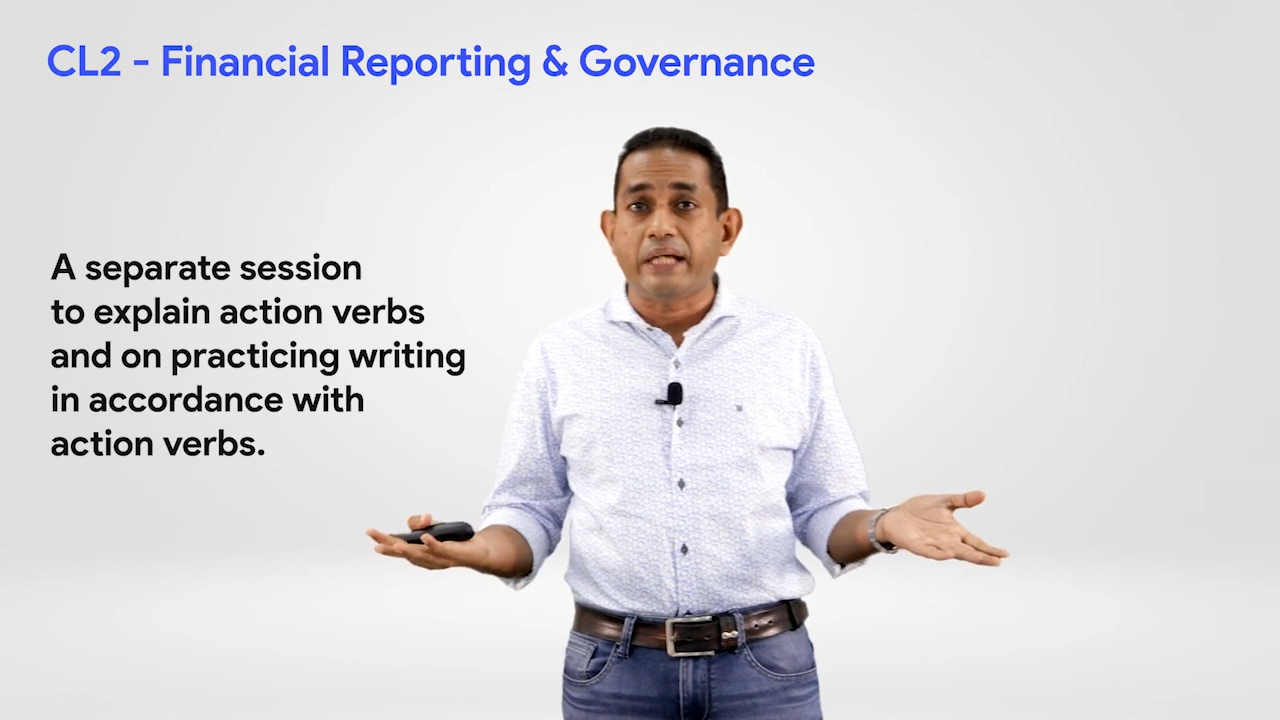 CL2 - Financial Reporting & Governance
A separate session
to explain action verbs
and on practicing writing
in accordance with
action verbs.